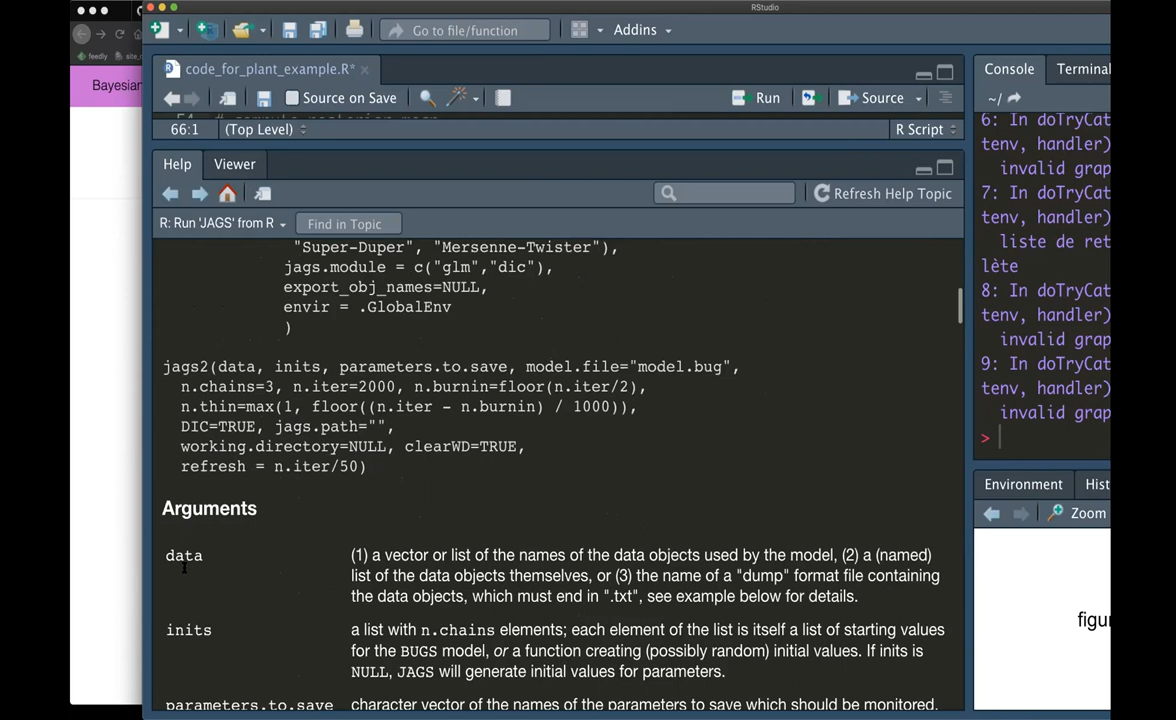 RStudio
Go to file/function
Addins
feedly
Bayesian
code_for_plant_example.R*
Source on Save
Run
Source
66:1
(Top Level)
R Script
Help
Viewer
Refresh Help Topic
R: Run 'JAGS' from R
Find in Topic
"Super-Duper", "Mersenne-Twister"),
jags.module = c("glm","dic"),
export_obj_names=NULL,
envir = .GlobalEnv
)
jags2(data, inits, parameters.to.save, model.file="model.bug",
n.chains=3, n.iter=2000, n.burnin=floor(n.iter/2),
n.thin=max(1, floor((n.iter - n.burnin) / 1000)),
DIC=TRUE, jags.path="",
working.directory=NULL, clearWD=TRUE,
refresh = n.iter/50)
Arguments
data
(1) a vector or list of the names of the data objects used by the model, (2) a (named)
list of the data objects themselves, or (3) the name of a "dump" format file containing
the data objects, which must end in ".txt", see example below for details.
inits
a list with n.chains elements; each element of the list is itself a list of starting values
for the BUGS model, or a function creating (possibly random) initial values. If inits is
NULL, JAGS will generate initial values for parameters.
parameters.to.save
character vector of the names of the parameters to save which should be monitored.
Console
Terminal
~/
6: In doTryCat
tenv, handler)
invalid grap
7: In doTryCat
tenv, handler)
liste de ret
lète
8: In doTryCat
tenv, handler)
invalid grap
9: In doTryCat
tenv, handler)
invalid grap
>
Environment
Hist
Zoom
figur